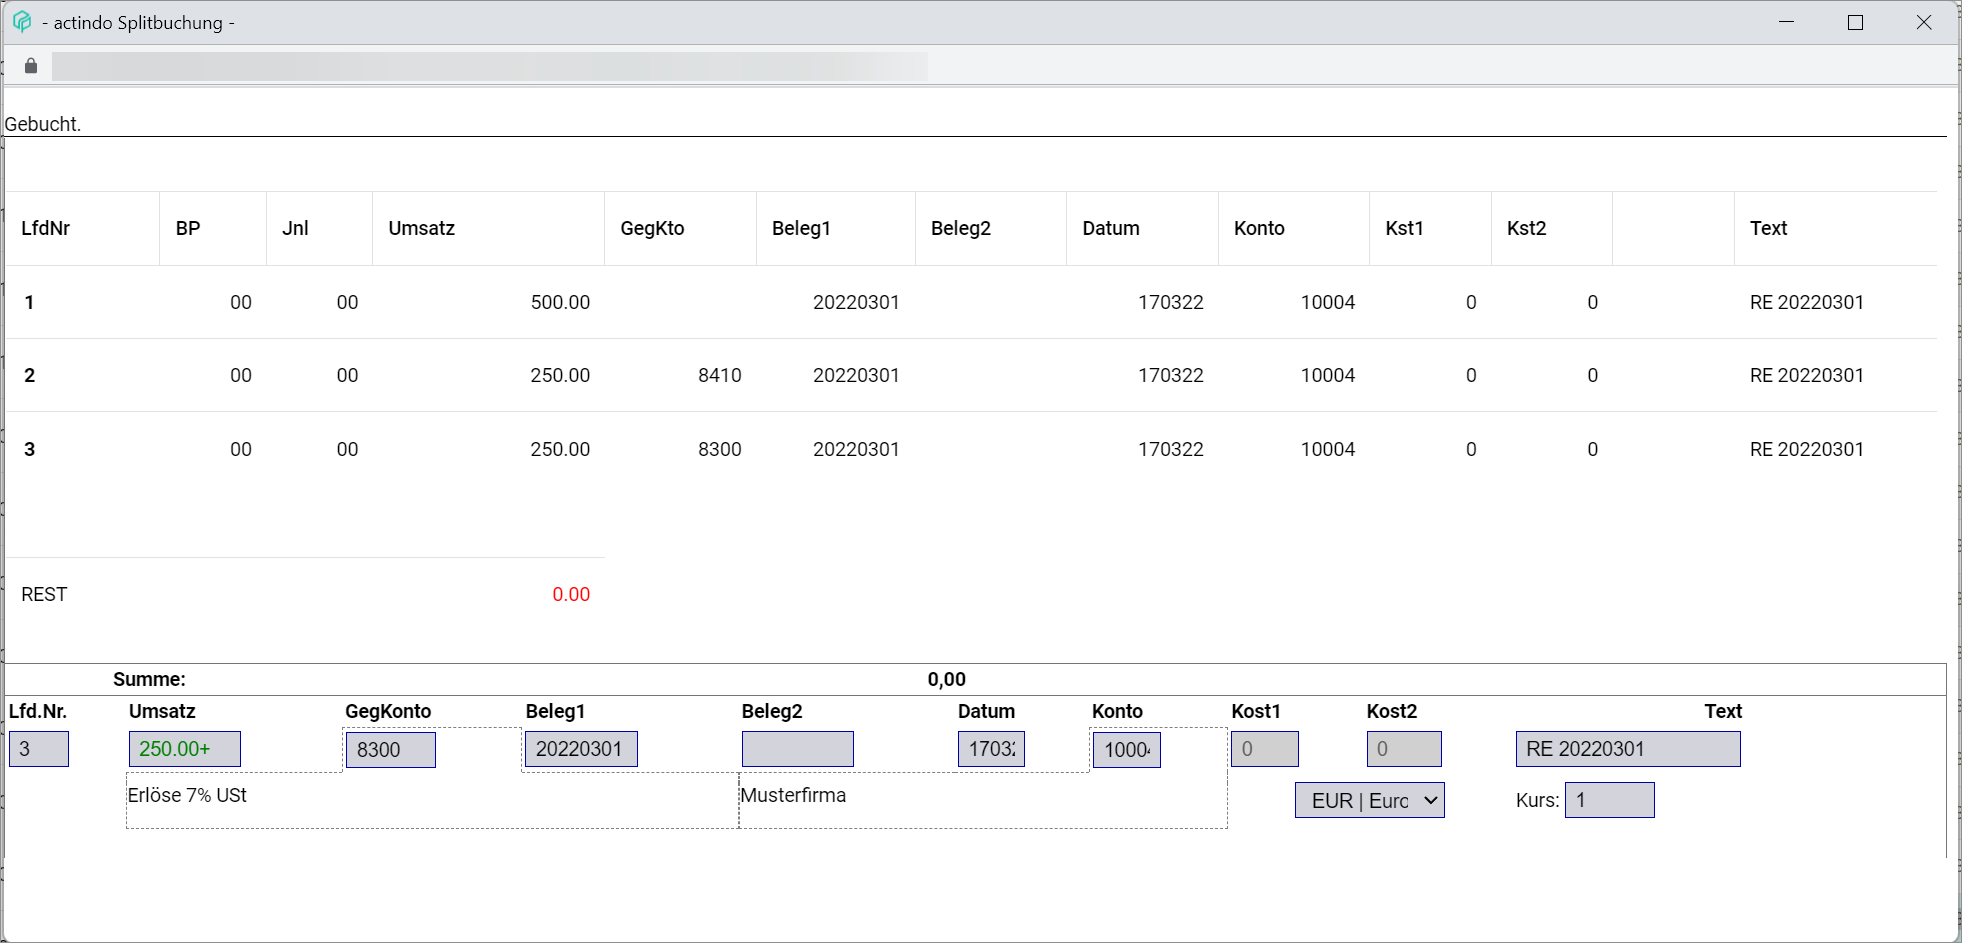 - actindo Splitbuchung -
Gebucht.
LfdNr BP Jnl Umsatz GegKto Beleg1 Beleg2 Datum Konto Kst1 Kst2 Text
1 00 00 500.00 20220301 170322 10004 0 0 RE 20220301
2 00 00 250.00 8410 20220301 170322 10004 0 0 RE 20220301
3 00 00 250.00 8300 20220301 170322 10004 0 0 RE 20220301
REST 0.00
Summe: 0,00
Lfd.Nr. Umsatz GegKonto Beleg1 Beleg2 Datum Konto Kost1 Kost2 Text
3 250.00+ 8300 20220301 1703 1000 0 0 RE 20220301
Erlöse 7% USt Musterfirma EUR | Euro Kurs: 1